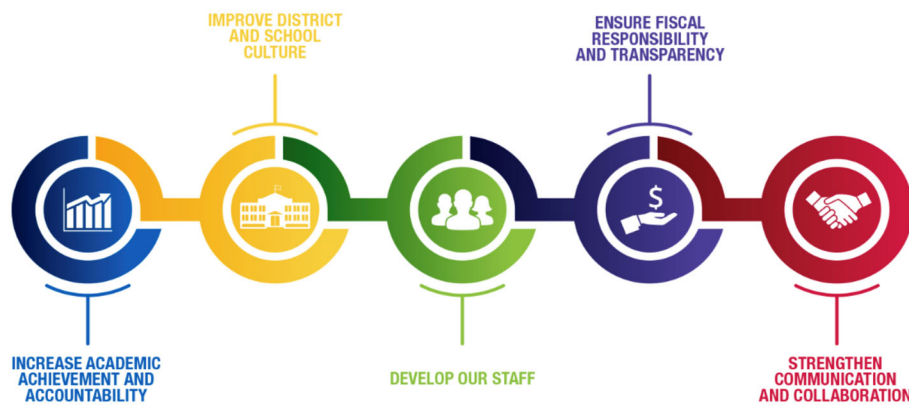 IMPROVE DISTRICT
AND SCHOOL
CULTURE
ENSURE FISCAL
RESPONSIBILITY
AND TRANSPARENCY
$
INCREASE ACADEMIC
ACHIEVEMENT AND
ACCOUNTABILITY
DEVELOP OUR STAFF
STRENGTHEN
COMMUNICATION
AND COLLABORATION